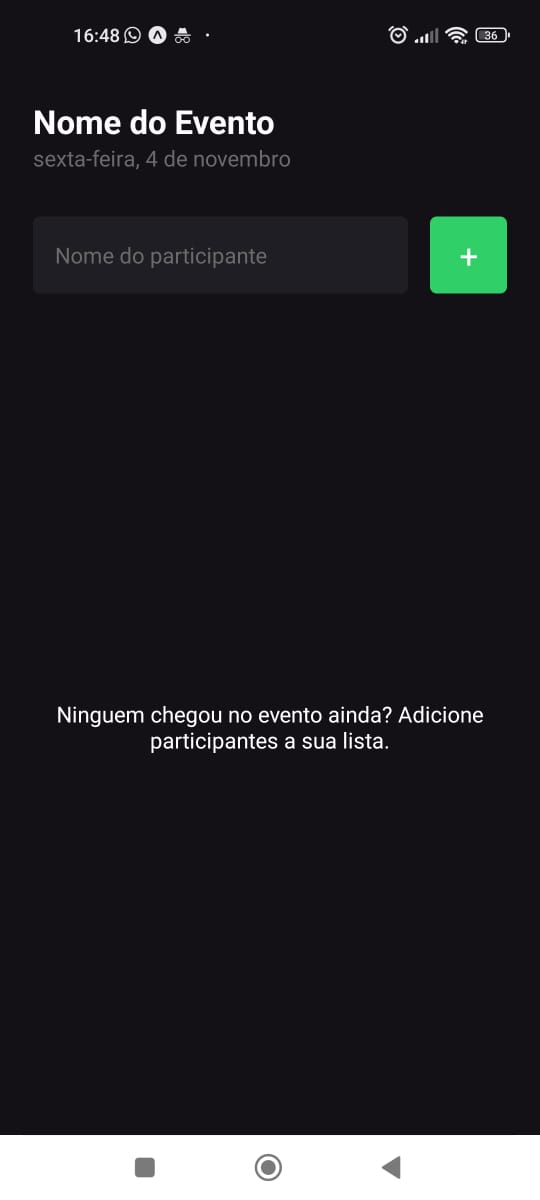 16:48
36
Nome do Evento
sexta-feira, 4 de novembro
Nome do participante
+
Ninguem chegou no evento ainda? Adicione
participantes a sua lista.